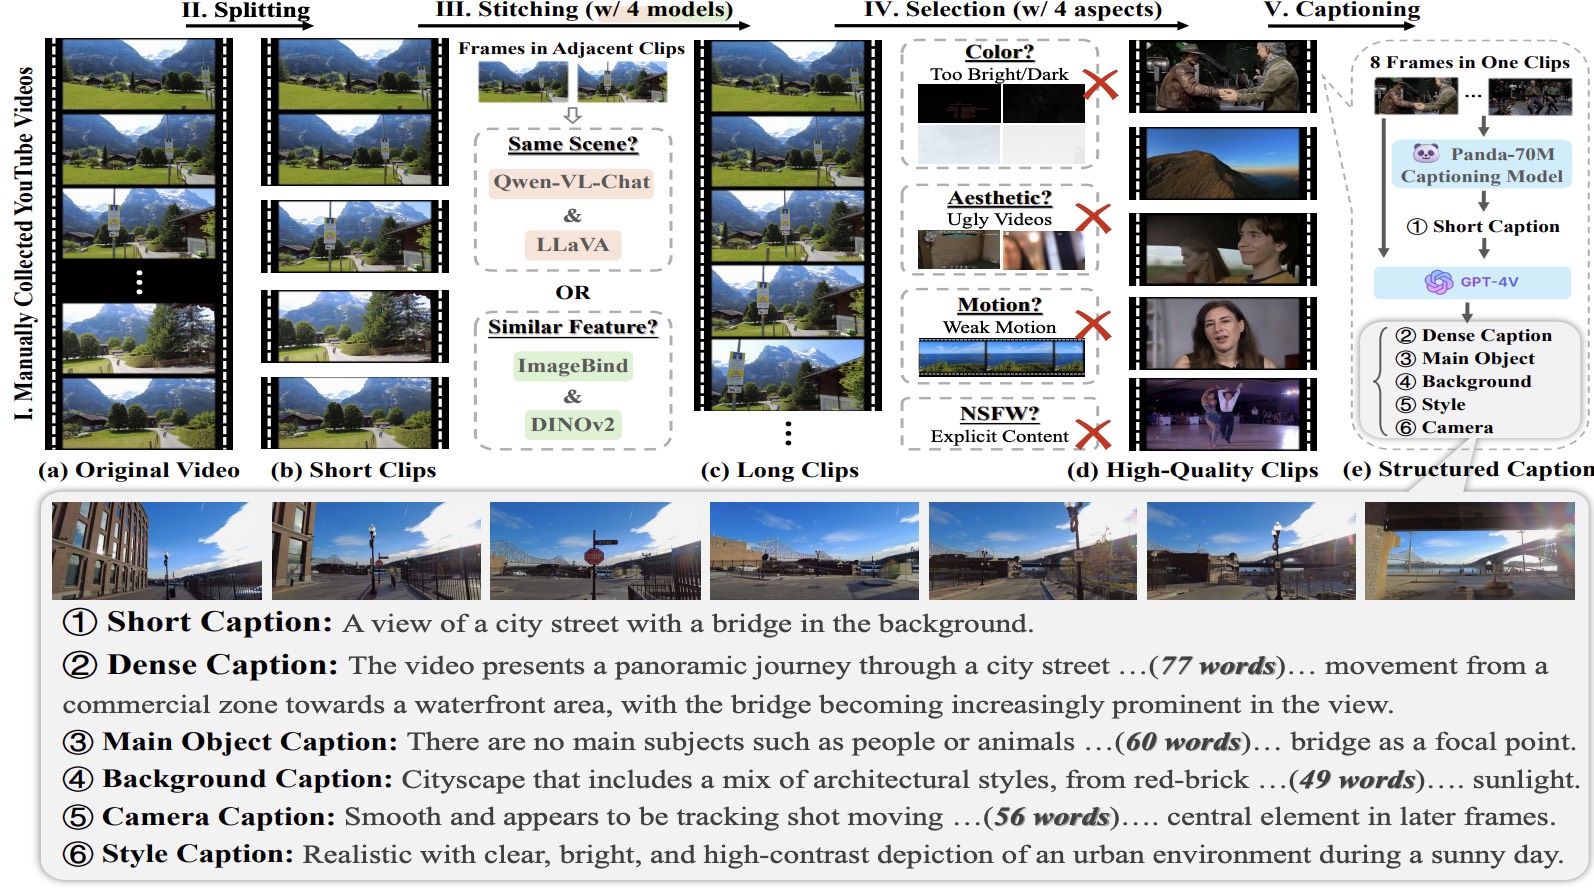 II. Splitting
III. Stitching (w/ 4 models)
IV. Selection (w/ 4 aspects)
V. Captioning
I. Manually Collected YouTube Videos
Frames in Adjacent Clips
Same Scene?
Qwen-VL-Chat
&
LLaVA
OR
Similar Feature?
ImageBind
&
DINOv2
Color?
Too Bright/Dark
Aesthetic?
Ugly Videos
Motion?
Weak Motion
NSFW?
Explicit Content
8 Frames in One Clips
...
Panda-70M
Captioning Model
① Short Caption
GPT-4V
② Dense Caption
③ Main Object
④ Background
⑤ Style
⑥ Camera
(a) Original Video
(b) Short Clips
(c) Long Clips
(d) High-Quality Clips
(e) Structured Caption
STOP
① Short Caption: A view of a city street with a bridge in the background.
② Dense Caption: The video presents a panoramic journey through a city street …(77 words)… movement from a
commercial zone towards a waterfront area, with the bridge becoming increasingly prominent in the view.
③ Main Object Caption: There are no main subjects such as people or animals …(60 words)… bridge as a focal point.
④ Background Caption: Cityscape that includes a mix of architectural styles, from red-brick …(49 words)…. sunlight.
⑤ Camera Caption: Smooth and appears to be tracking shot moving …(56 words)…. central element in later frames.
⑥ Style Caption: Realistic with clear, bright, and high-contrast depiction of an urban environment during a sunny day.